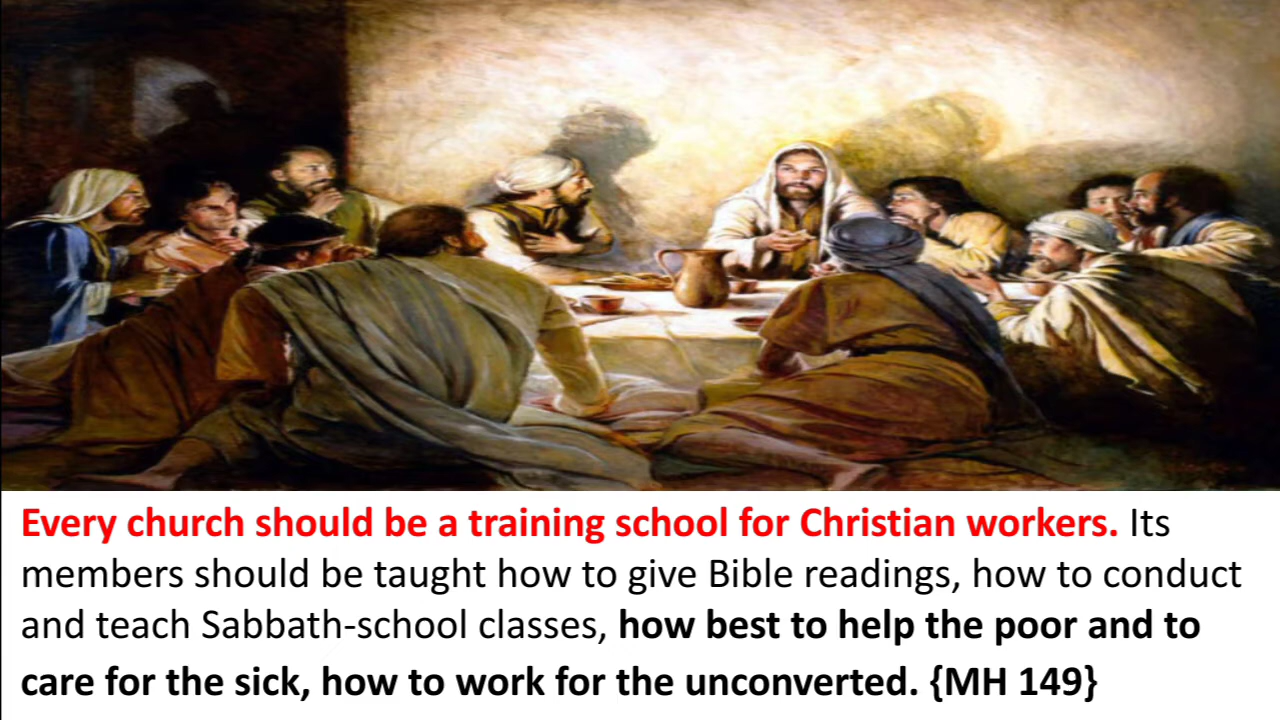 Every church should be a training school for Christian workers. Its
members should be taught how to give Bible readings, how to conduct
and teach Sabbath-school classes, how best to help the poor and to
care for the sick, how to work for the unconverted. {MH 149}